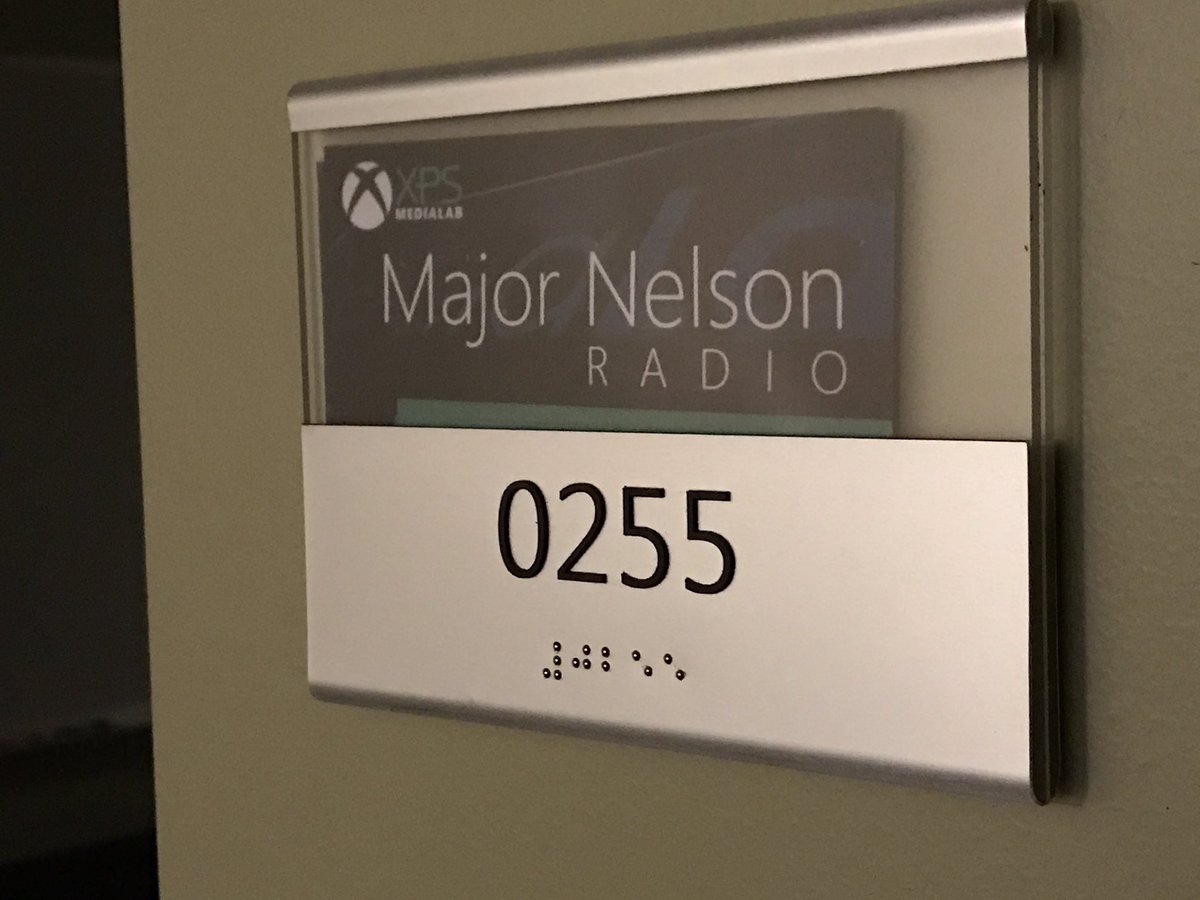 XPS
MEDIALAB
Major Nelson
RADIO
0255
⠼⠚⠃⠑⠑